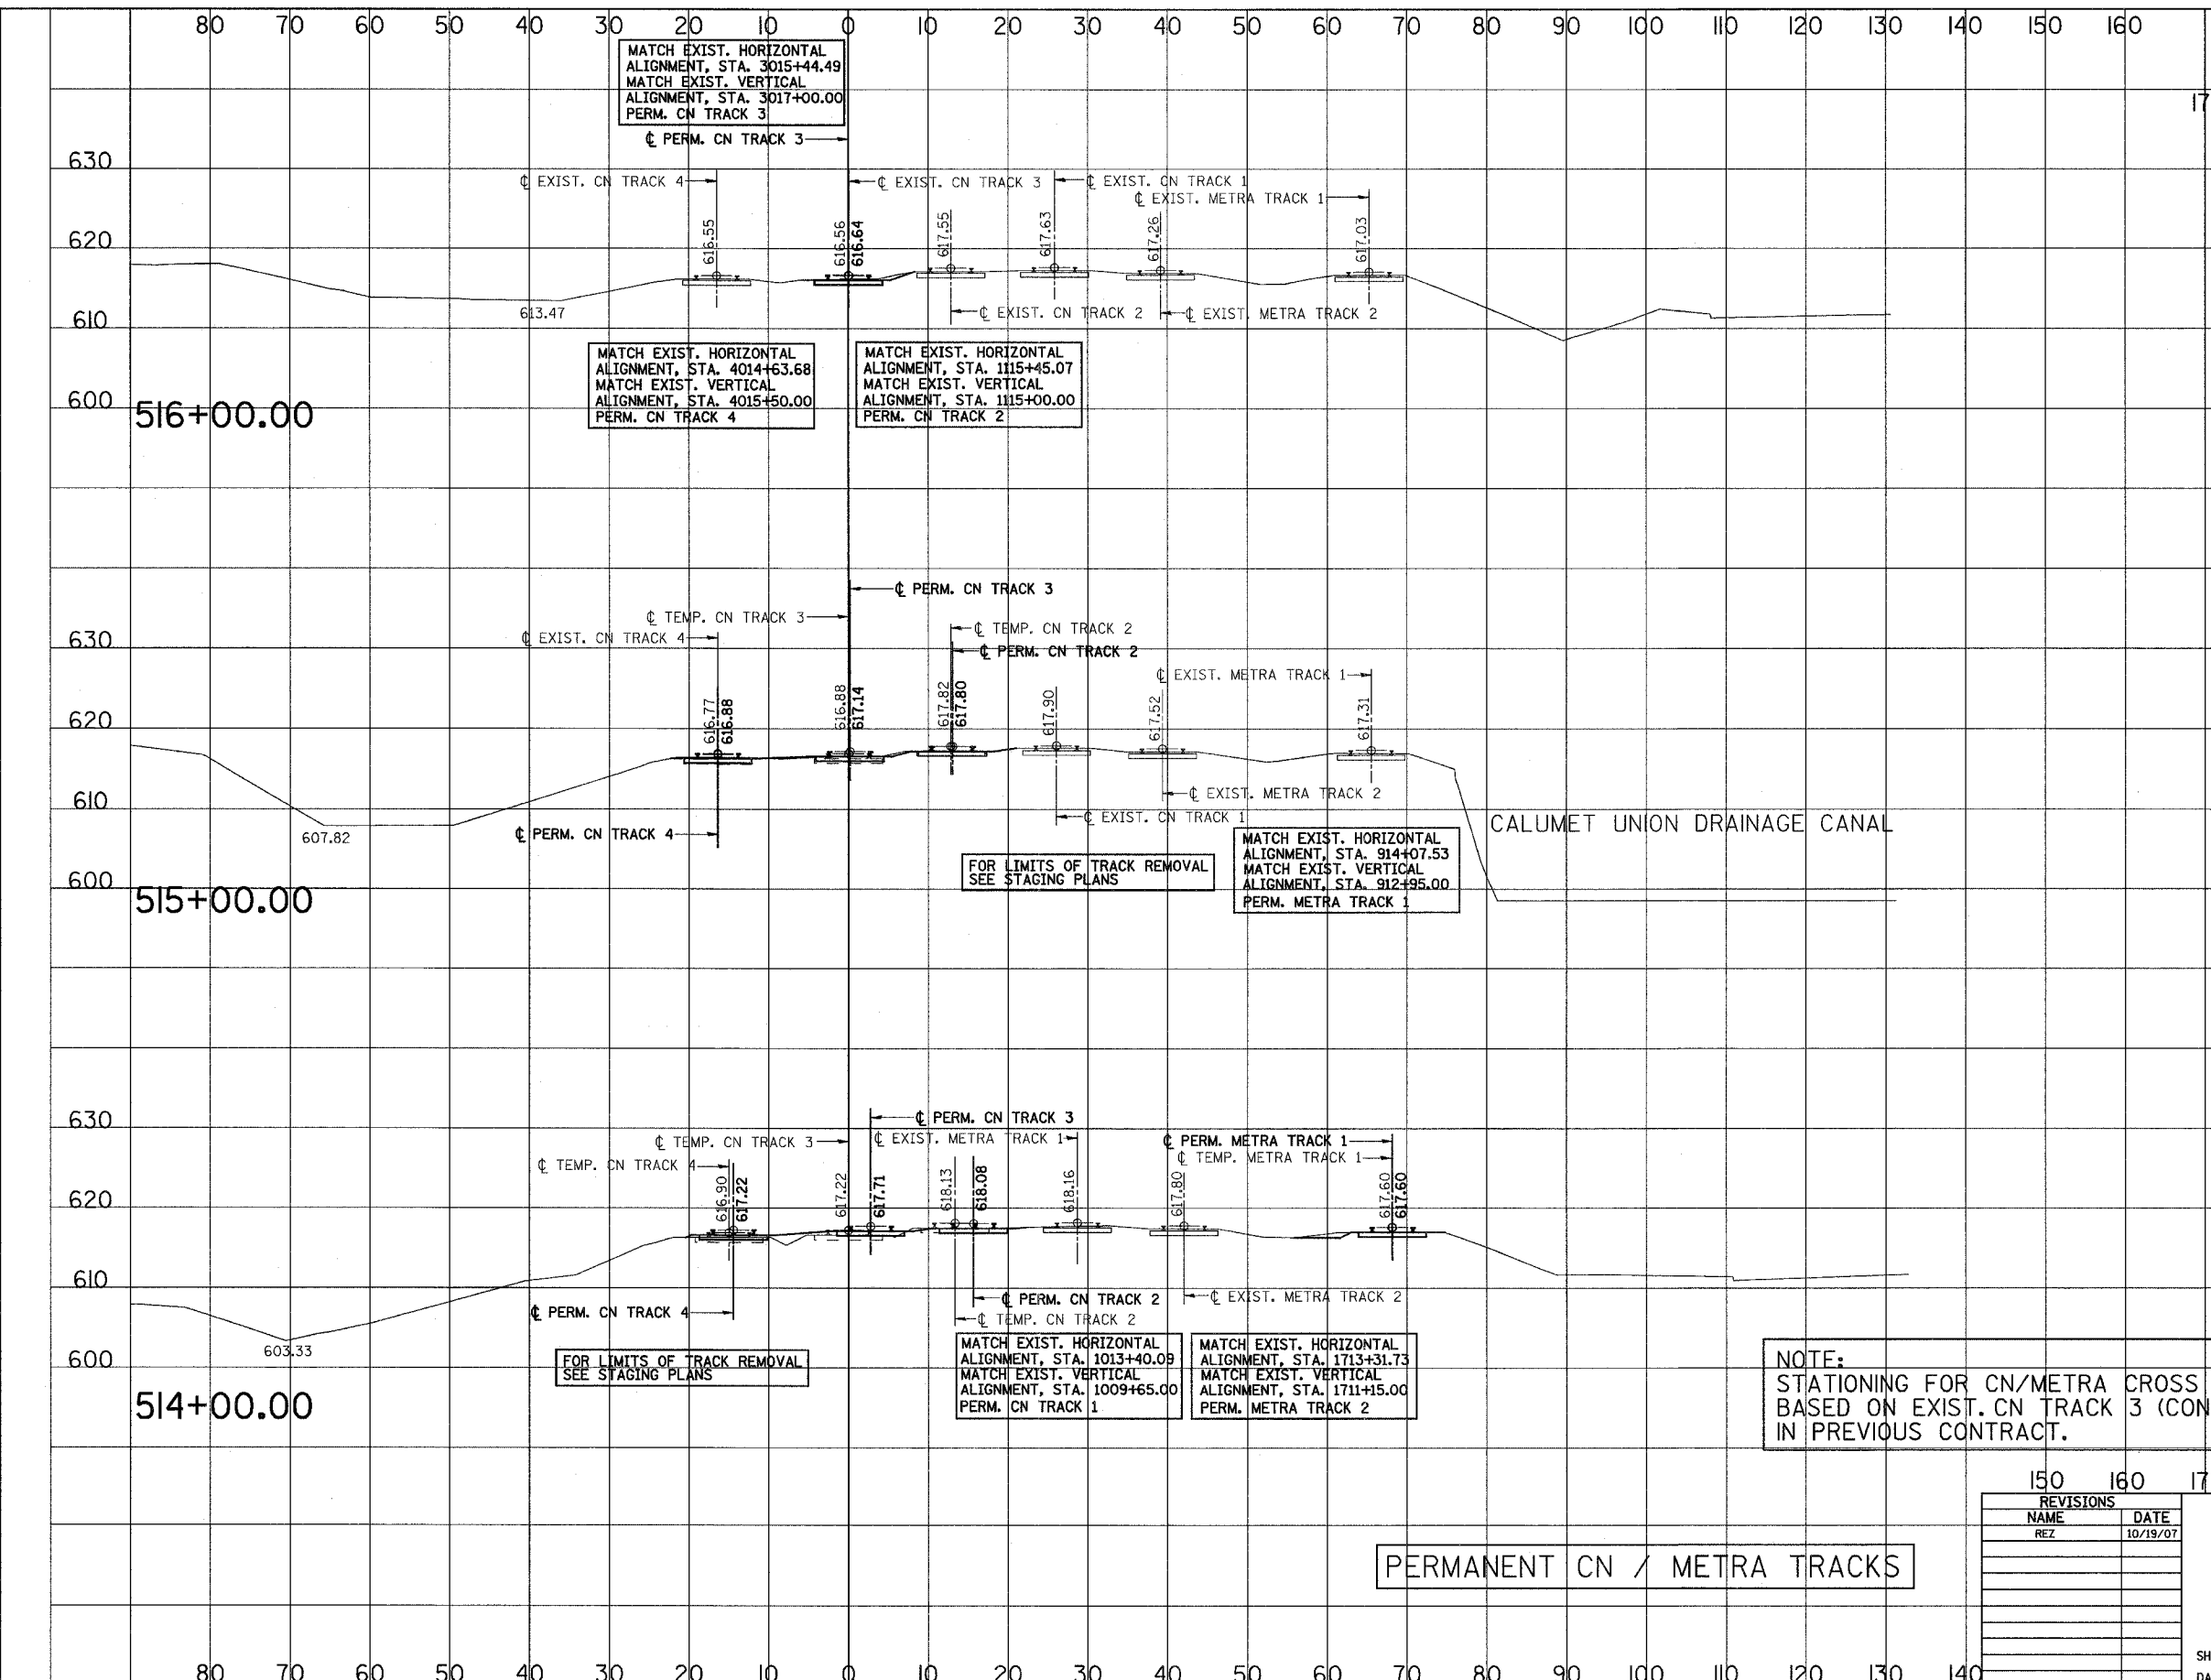 80 70 60 50 40 30 20 10 0 10 20 30 40 50 60 70 80 90 100 110 120 130 140 150 160
MATCH EXIST. HORIZONTAL
ALIGNMENT, STA. 3015+44.49
MATCH EXIST. VERTICAL
ALIGNMENT, STA. 3017+00.00
PERM. CN TRACK 3
17
℄ PERM. CN TRACK 3
630
℄ EXIST. CN TRACK 4
℄ EXIST. CN TRACK 3
℄ EXIST. CN TRACK 1
℄ EXIST. METRA TRACK 1
616.55
616.56
616.64
617.55
617.63
617.26
617.03
620
613.47
℄ EXIST. CN TRACK 2
℄ EXIST. METRA TRACK 2
610
MATCH EXIST. HORIZONTAL
ALIGNMENT, STA. 4014+63.68
MATCH EXIST. VERTICAL
ALIGNMENT, STA. 4015+50.00
PERM. CN TRACK 4
MATCH EXIST. HORIZONTAL
ALIGNMENT, STA. 1115+45.07
MATCH EXIST. VERTICAL
ALIGNMENT, STA. 1115+00.00
PERM. CN TRACK 2
600
516+00.00
℄ PERM. CN TRACK 3
℄ TEMP. CN TRACK 3
℄ TEMP. CN TRACK 2
630
℄ EXIST. CN TRACK 4
℄ PERM. CN TRACK 2
℄ EXIST. METRA TRACK 1
616.77
616.88
616.88
617.14
617.82
617.80
617.90
617.52
617.31
620
610
℄ EXIST. METRA TRACK 2
℄ EXIST. CN TRACK 1
607.82
℄ PERM. CN TRACK 4
CALUMET UNION DRAINAGE CANAL
FOR LIMITS OF TRACK REMOVAL
SEE STAGING PLANS
MATCH EXIST. HORIZONTAL
ALIGNMENT, STA. 914+07.53
MATCH EXIST. VERTICAL
ALIGNMENT, STA. 912+95.00
PERM. METRA TRACK 1
600
515+00.00
630
℄ PERM. CN TRACK 3
℄ TEMP. CN TRACK 3
℄ EXIST. METRA TRACK 1
℄ PERM. METRA TRACK 1
℄ TEMP. CN TRACK 4
℄ TEMP. METRA TRACK 1
616.90
617.22
617.22
617.71
618.13
618.08
618.16
617.80
617.60
617.60
620
610
℄ PERM. CN TRACK 4
℄ PERM. CN TRACK 2
℄ EXIST. METRA TRACK 2
℄ TEMP. CN TRACK 2
603.33
600
FOR LIMITS OF TRACK REMOVAL
SEE STAGING PLANS
MATCH EXIST. HORIZONTAL
ALIGNMENT, STA. 1013+40.09
MATCH EXIST. VERTICAL
ALIGNMENT, STA. 1009+65.00
PERM. CN TRACK 1
MATCH EXIST. HORIZONTAL
ALIGNMENT, STA. 1713+31.73
MATCH EXIST. VERTICAL
ALIGNMENT, STA. 1711+15.00
PERM. METRA TRACK 2
514+00.00
NOTE:
STATIONING FOR CN/METRA CROSS
BASED ON EXIST. CN TRACK 3 (CON
IN PREVIOUS CONTRACT.
150 160 17
REVISIONS
NAME DATE
REZ 10/19/07
PERMANENT CN / METRA TRACKS
SH
DA
80 70 60 50 40 30 20 10 0 10 20 30 40 50 60 70 80 90 100 110 120 130 140